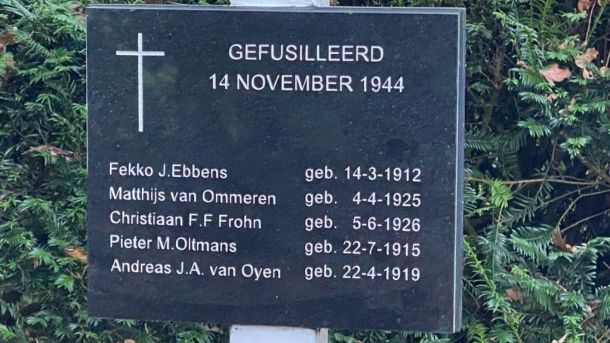 GEFUSILLEERD
14 NOVEMBER 1944
Fekko J.Ebbens geb. 14-3-1912
Matthijs van Ommeren geb. 4-4-1925
Christiaan F.F Frohn geb. 5-6-1926
Pieter M.Oltmans geb. 22-7-1915
Andreas J.A. van Oyen geb. 22-4-1919